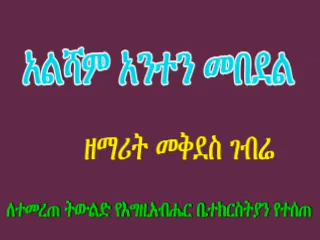 አልሻም አንተን መበደል
ዘማሪት መቅደስ ገብሬ
ለተመረጠ ትውልድ የእግዚአብሔር ቤተክርስትያን የተሰጠ